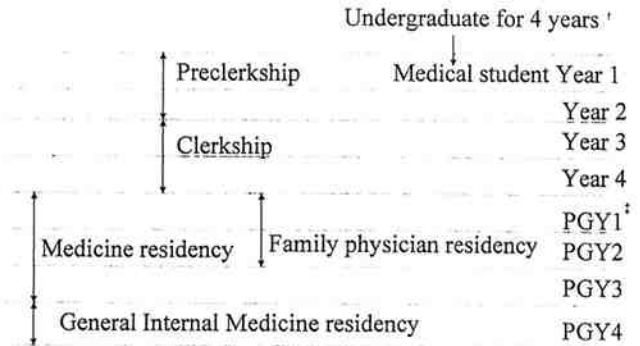 Undergraduate for 4 years
Preclerkship
Medical student Year 1
Year 2
Clerkship
Year 3
Year 4
PGY1‡
Medicine residency
Family physician residency
PGY2
PGY3
General Internal Medicine residency
PGY4